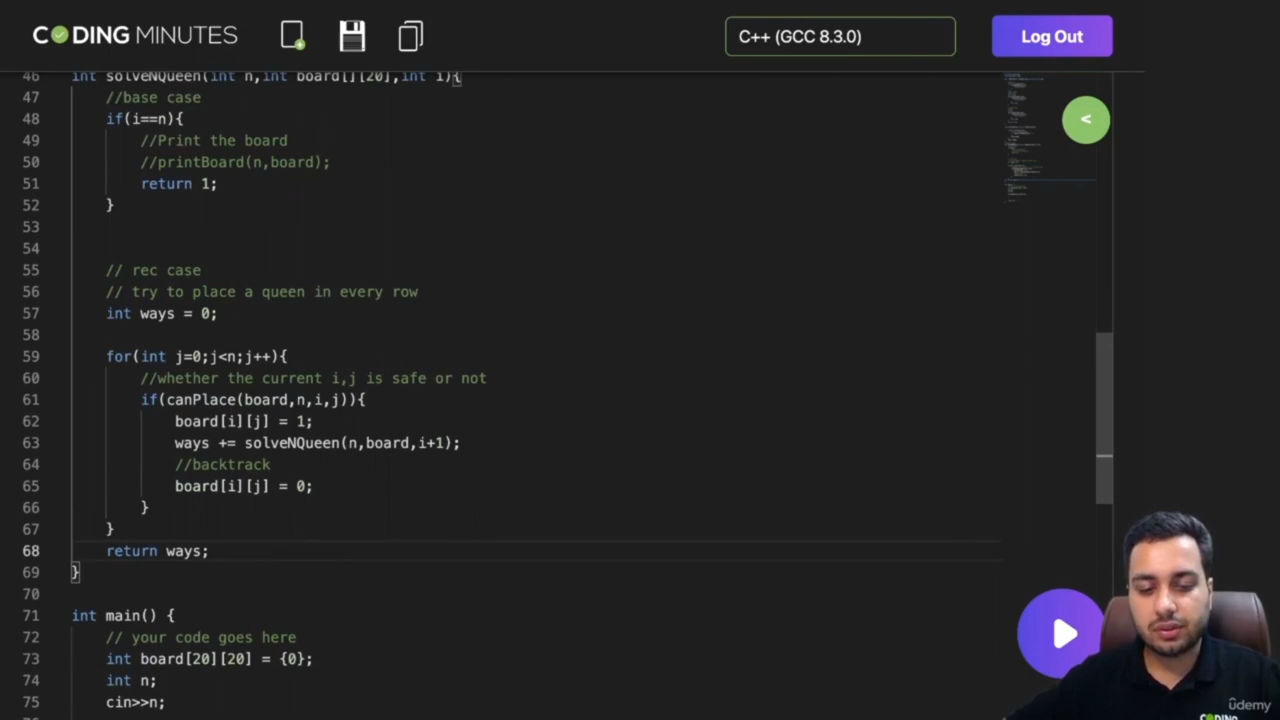 CODING MINUTES
C++ (GCC 8.3.0)
Log Out
<
46 int solveNQueen(int n,int board[][20],int i){
47 //base case
48 if(i==n){
49 //Print the board
50 //printBoard(n,board);
51 return 1;
52 }
53
54
55 // rec case
56 // try to place a queen in every row
57 int ways = 0;
58
59 for(int j=0;j<n;j++){
60 //whether the current i,j is safe or not
61 if(canPlace(board,n,i,j)){
62 board[i][j] = 1;
63 ways += solveNQueen(n,board,i+1);
64 //backtrack
65 board[i][j] = 0;
66 }
67 }
68 return ways;
69 }
70
71 int main() {
72 // your code goes here
73 int board[20][20] = {0};
74 int n;
75 cin>>n;
ûdemy
CODING